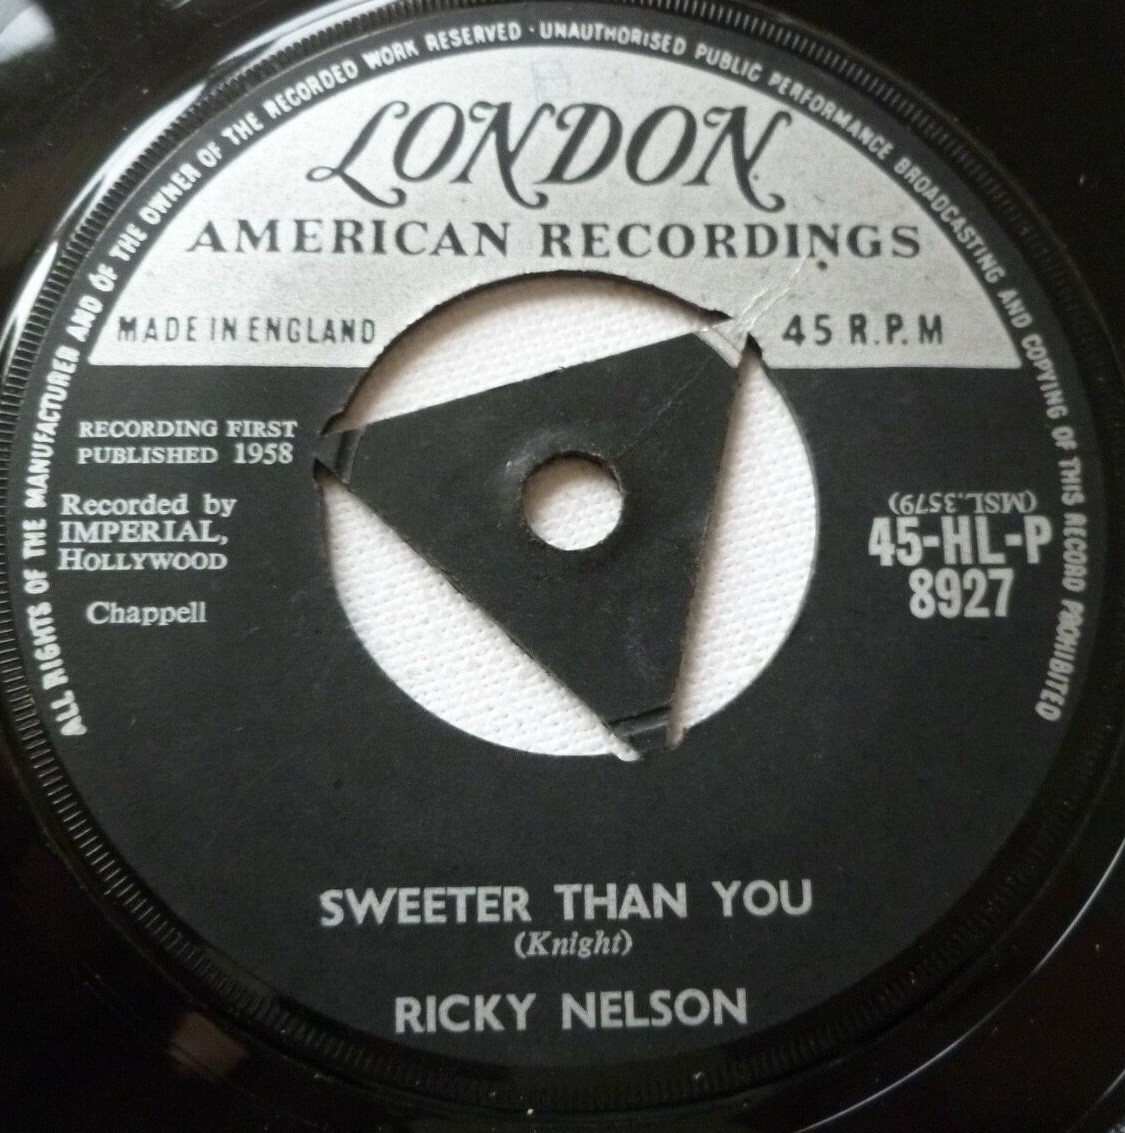 ALL RIGHTS OF THE MANUFACTURER AND OF THE OWNER OF THE RECORDED WORK RESERVED · UNAUTHORISED PUBLIC PERFORMANCE BROADCASTING AND COPYING OF THIS RECORD PROHIBITED
LONDON
AMERICAN RECORDINGS
MADE IN ENGLAND
45 R.P.M
RECORDING FIRST
PUBLISHED 1958
Recorded by
IMPERIAL,
HOLLYWOOD
Chappell
(MSL.3579)
45-HL-P
8927
SWEETER THAN YOU
(Knight)
RICKY NELSON